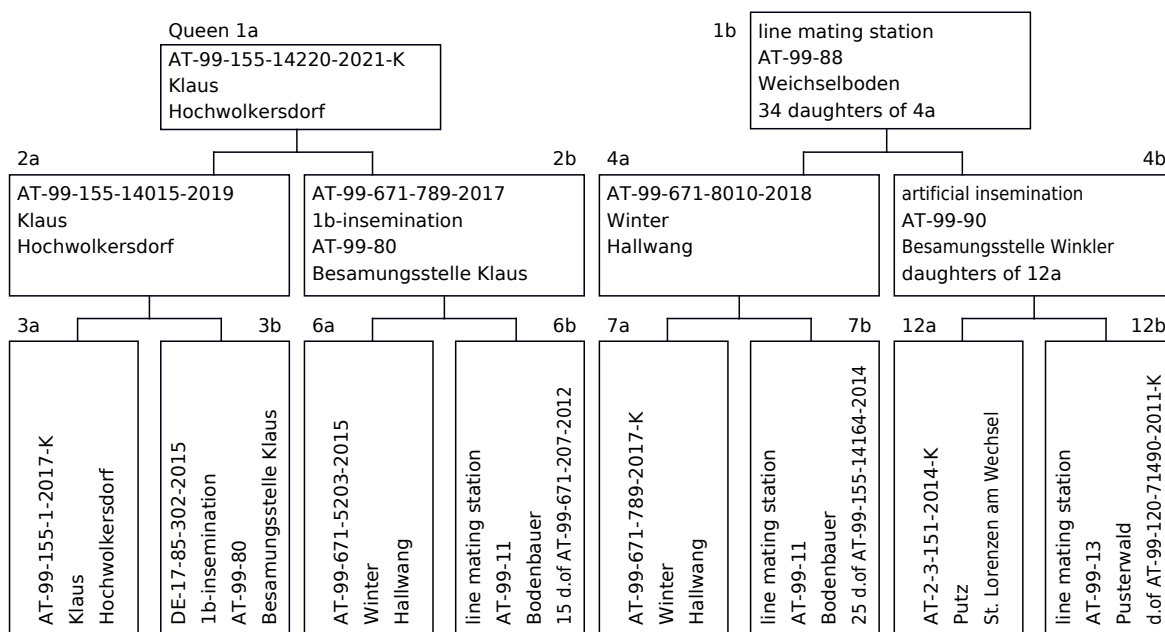 Queen 1a
AT-99-155-14220-2021-K
Klaus
Hochwolkersdorf
1b
line mating station
AT-99-88
Weichselboden
34 daughters of 4a
2a
AT-99-155-14015-2019
Klaus
Hochwolkersdorf
2b
AT-99-671-789-2017
1b-insemination
AT-99-80
Besamungsstelle Klaus
4a
AT-99-671-8010-2018
Winter
Hallwang
4b
artificial insemination
AT-99-90
Besamungsstelle Winkler
daughters of 12a
3a
AT-99-155-1-2017-K
Klaus
Hochwolkersdorf
3b
DE-17-85-302-2015
1b-insemination
AT-99-80
Besamungsstelle Klaus
6a
AT-99-671-5203-2015
Winter
Hallwang
6b
line mating station
AT-99-11
Bodenbauer
15 d.of AT-99-671-207-2012
7a
AT-99-671-789-2017-K
Winter
Hallwang
7b
line mating station
AT-99-11
Bodenbauer
25 d.of AT-99-155-14164-2014
12a
AT-2-3-151-2014-K
Putz
St. Lorenzen am Wechsel
12b
line mating station
AT-99-13
Pusterwald
d.of AT-99-120-71490-2011-K